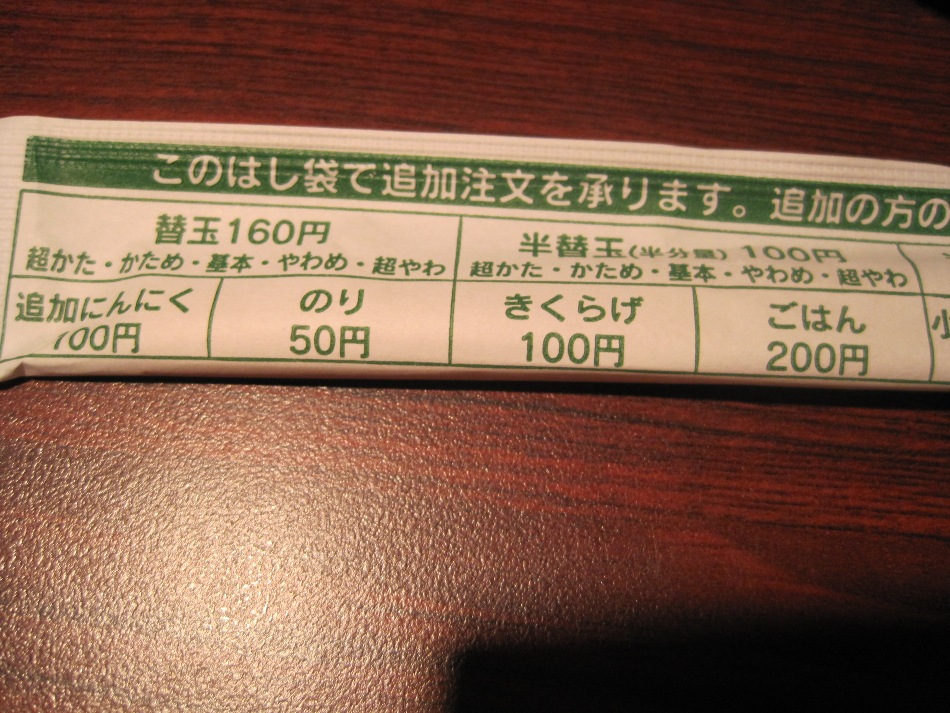 このはし袋で追加注文を承ります。追加の方の
替玉160円
超かた・かため・基本・やわめ・超やわ
半替玉(半分量) 100円
超かた・かため・基本・やわめ・超やわ
追加にんにく
100円
のり
50円
きくらげ
100円
ごはん
200円